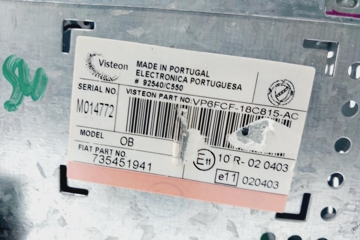 Visteon
MADE IN PORTUGAL
ELECTRONICA PORTUGUESA
# 92540/C550
SERIAL NO
M014772
VISTEON PART NO. VP6FCF-18C815-AC
MODEL
OB
FIAT PART NO
735451941
E11
10 R- 02 0403
e11 020403